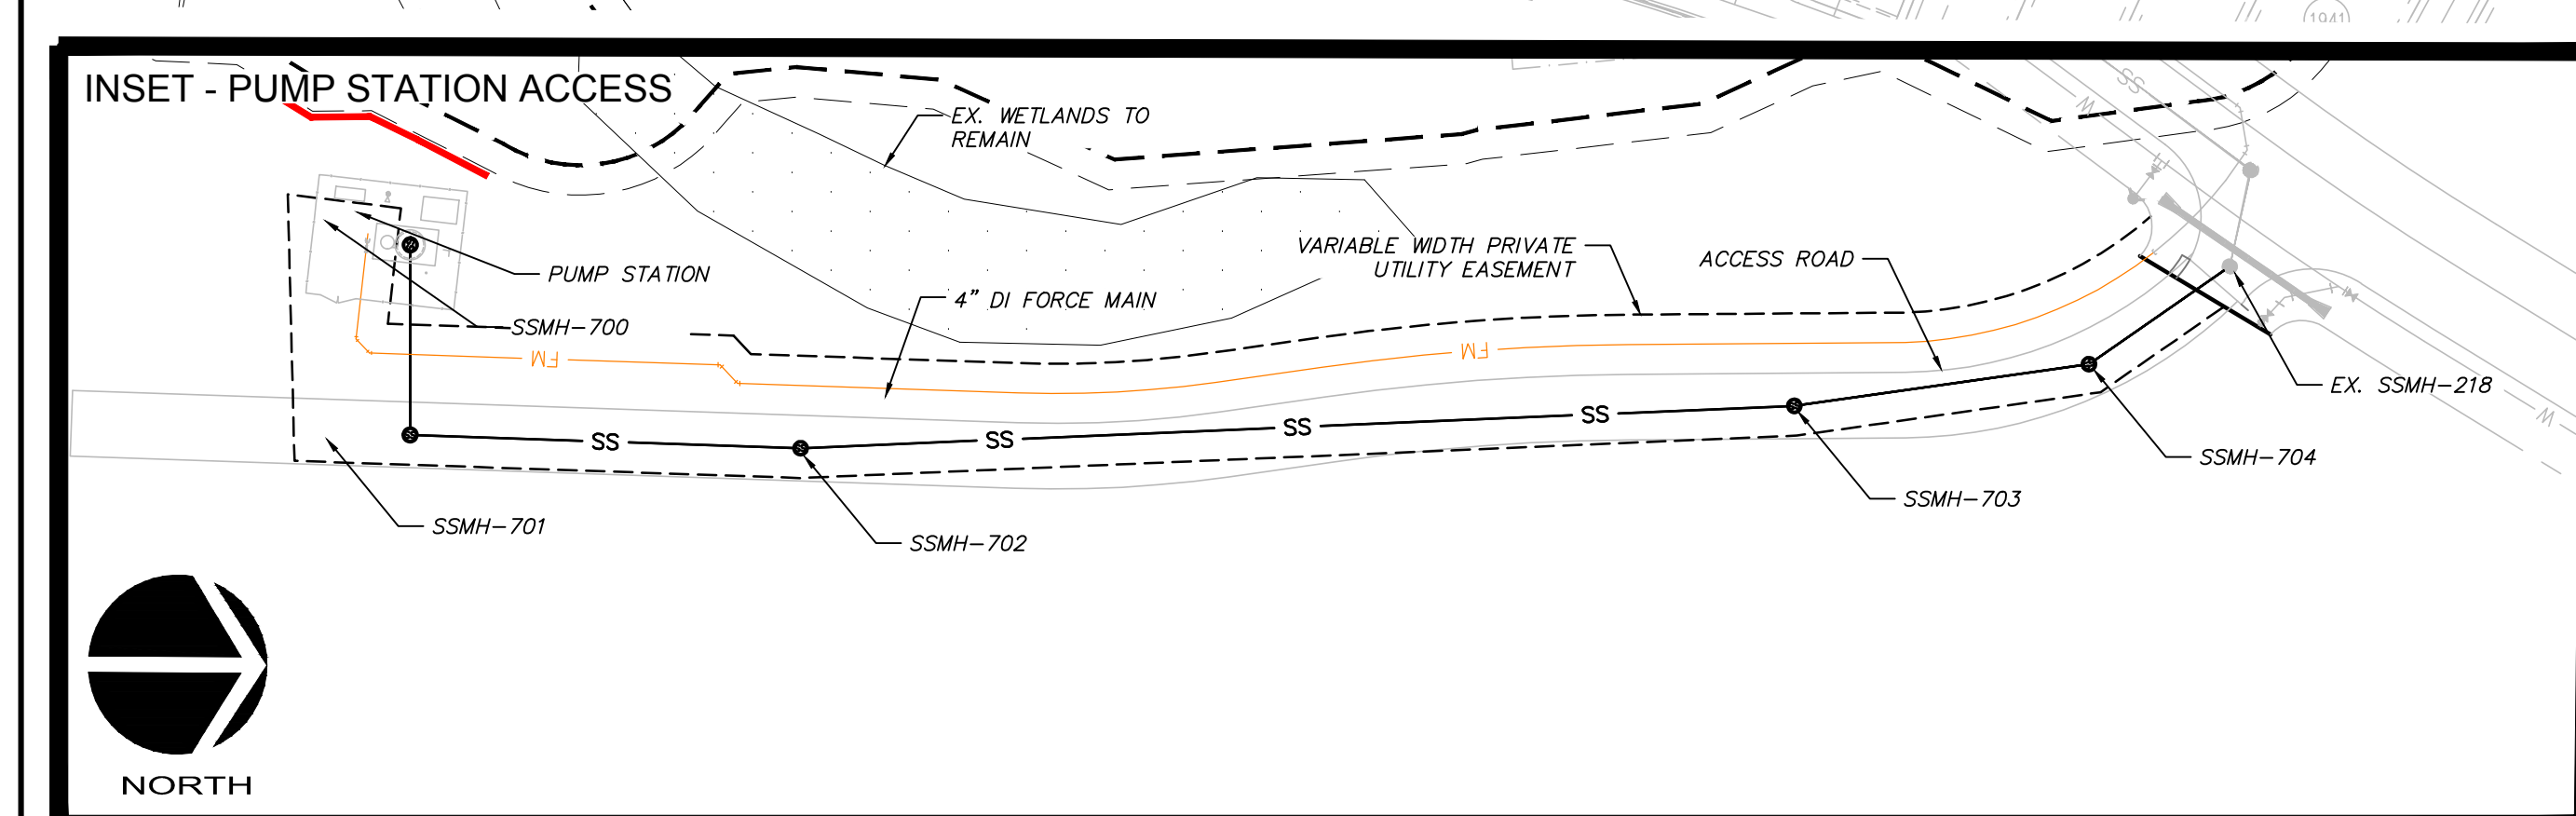 1941
INSET - PUMP STATION ACCESS
EX. WETLANDS TO
REMAIN
SS
W
VARIABLE WIDTH PRIVATE
UTILITY EASEMENT
ACCESS ROAD
PUMP STATION
4" DI FORCE MAIN
SSMH-700
FM
FM
EX. SSMH-218
W
SS
SS
SS
SS
SSMH-704
SSMH-703
SSMH-701
SSMH-702
NORTH